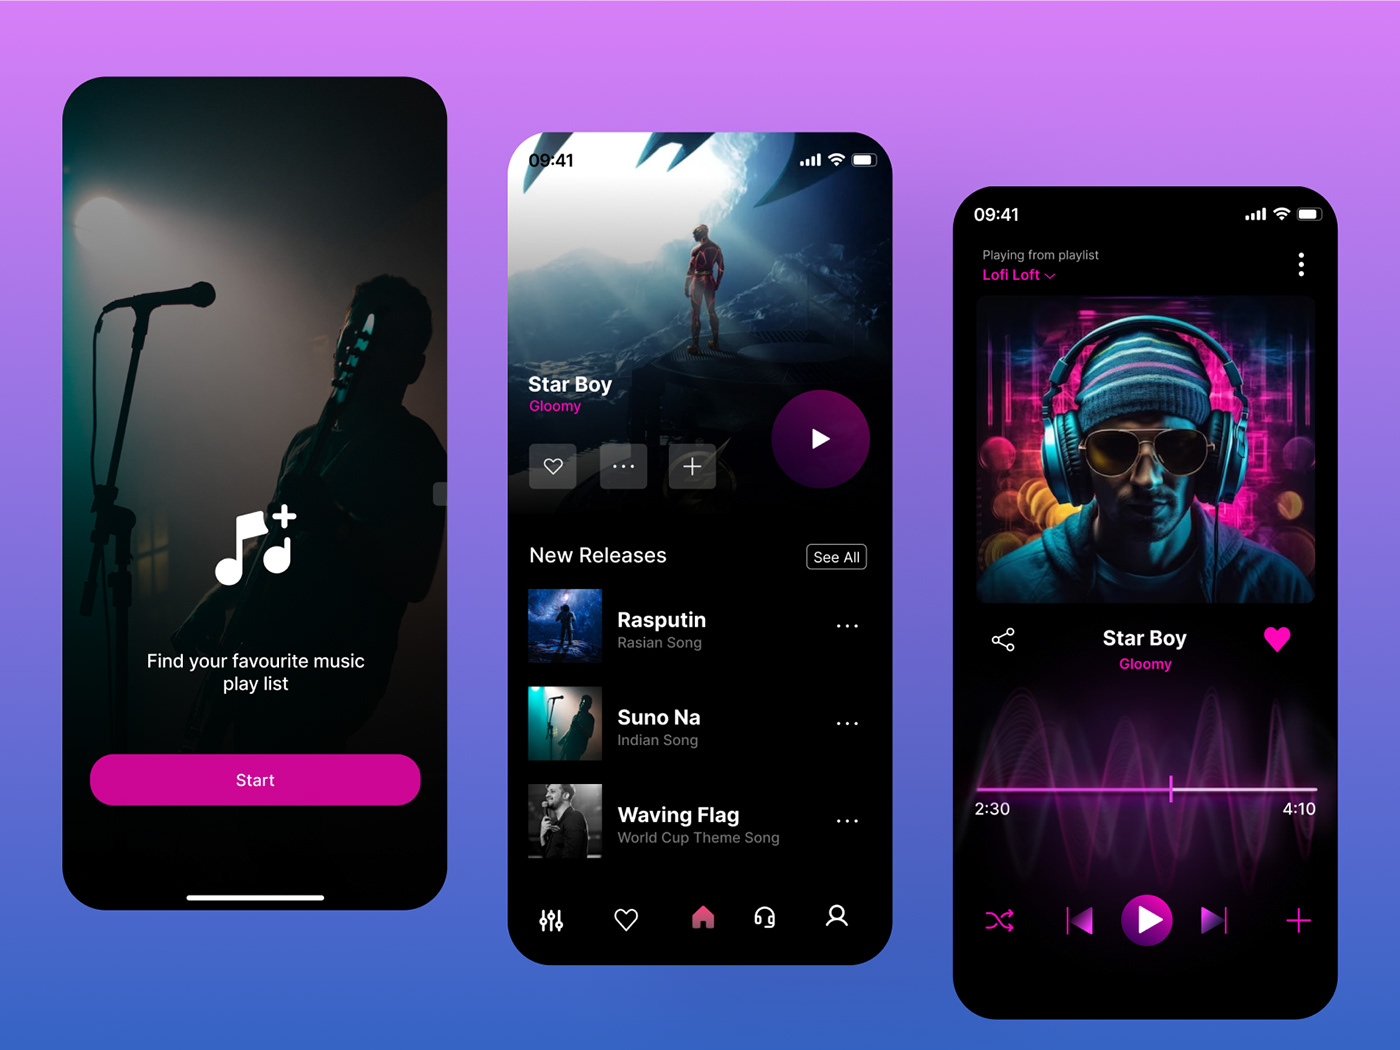 Find your favourite music
play list
Start
09:41
Star Boy
Gloomy
New Releases
See All
Rasputin
Rasian Song
Suno Na
Indian Song
Waving Flag
World Cup Theme Song
09:41
Playing from playlist
Lofi Loft
Star Boy
Gloomy
2:30
4:10